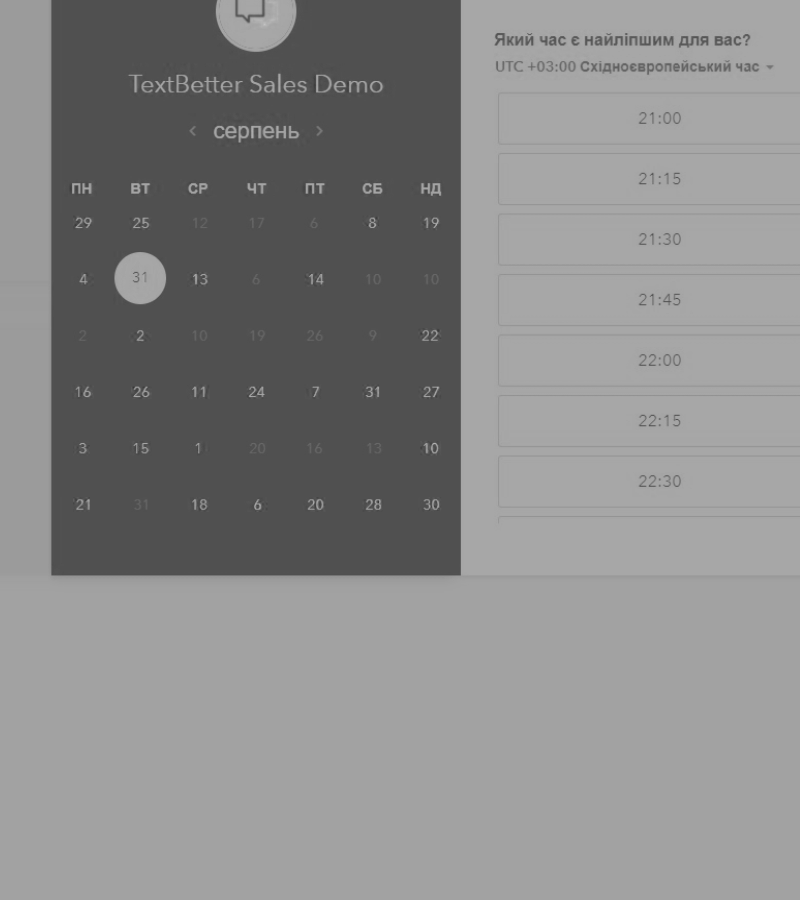 TextBetter Sales Demo
‹ серпень ›
ПН ВТ СР ЧТ ПТ СБ НД
29 25 12 17 6 8 19
4 31 13 6 14 10 10
2 2 10 19 26 9 22
16 26 11 24 7 31 27
3 15 1 20 16 13 10
21 31 18 6 20 28 30
Який час є найліпшим для вас?
UTC +03:00 Східноєвропейський час
21:00
21:15
21:30
21:45
22:00
22:15
22:30